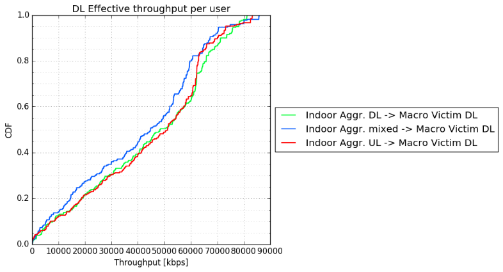 DL Effective throughput per user
1.0
0.8
0.6
0.4
0.2
0.0
CDF
0 10000 20000 30000 40000 50000 60000 70000 80000 90000
Throughput [kbps]
Indoor Aggr. DL -> Macro Victim DL
Indoor Aggr. mixed -> Macro Victim DL
Indoor Aggr. UL -> Macro Victim DL